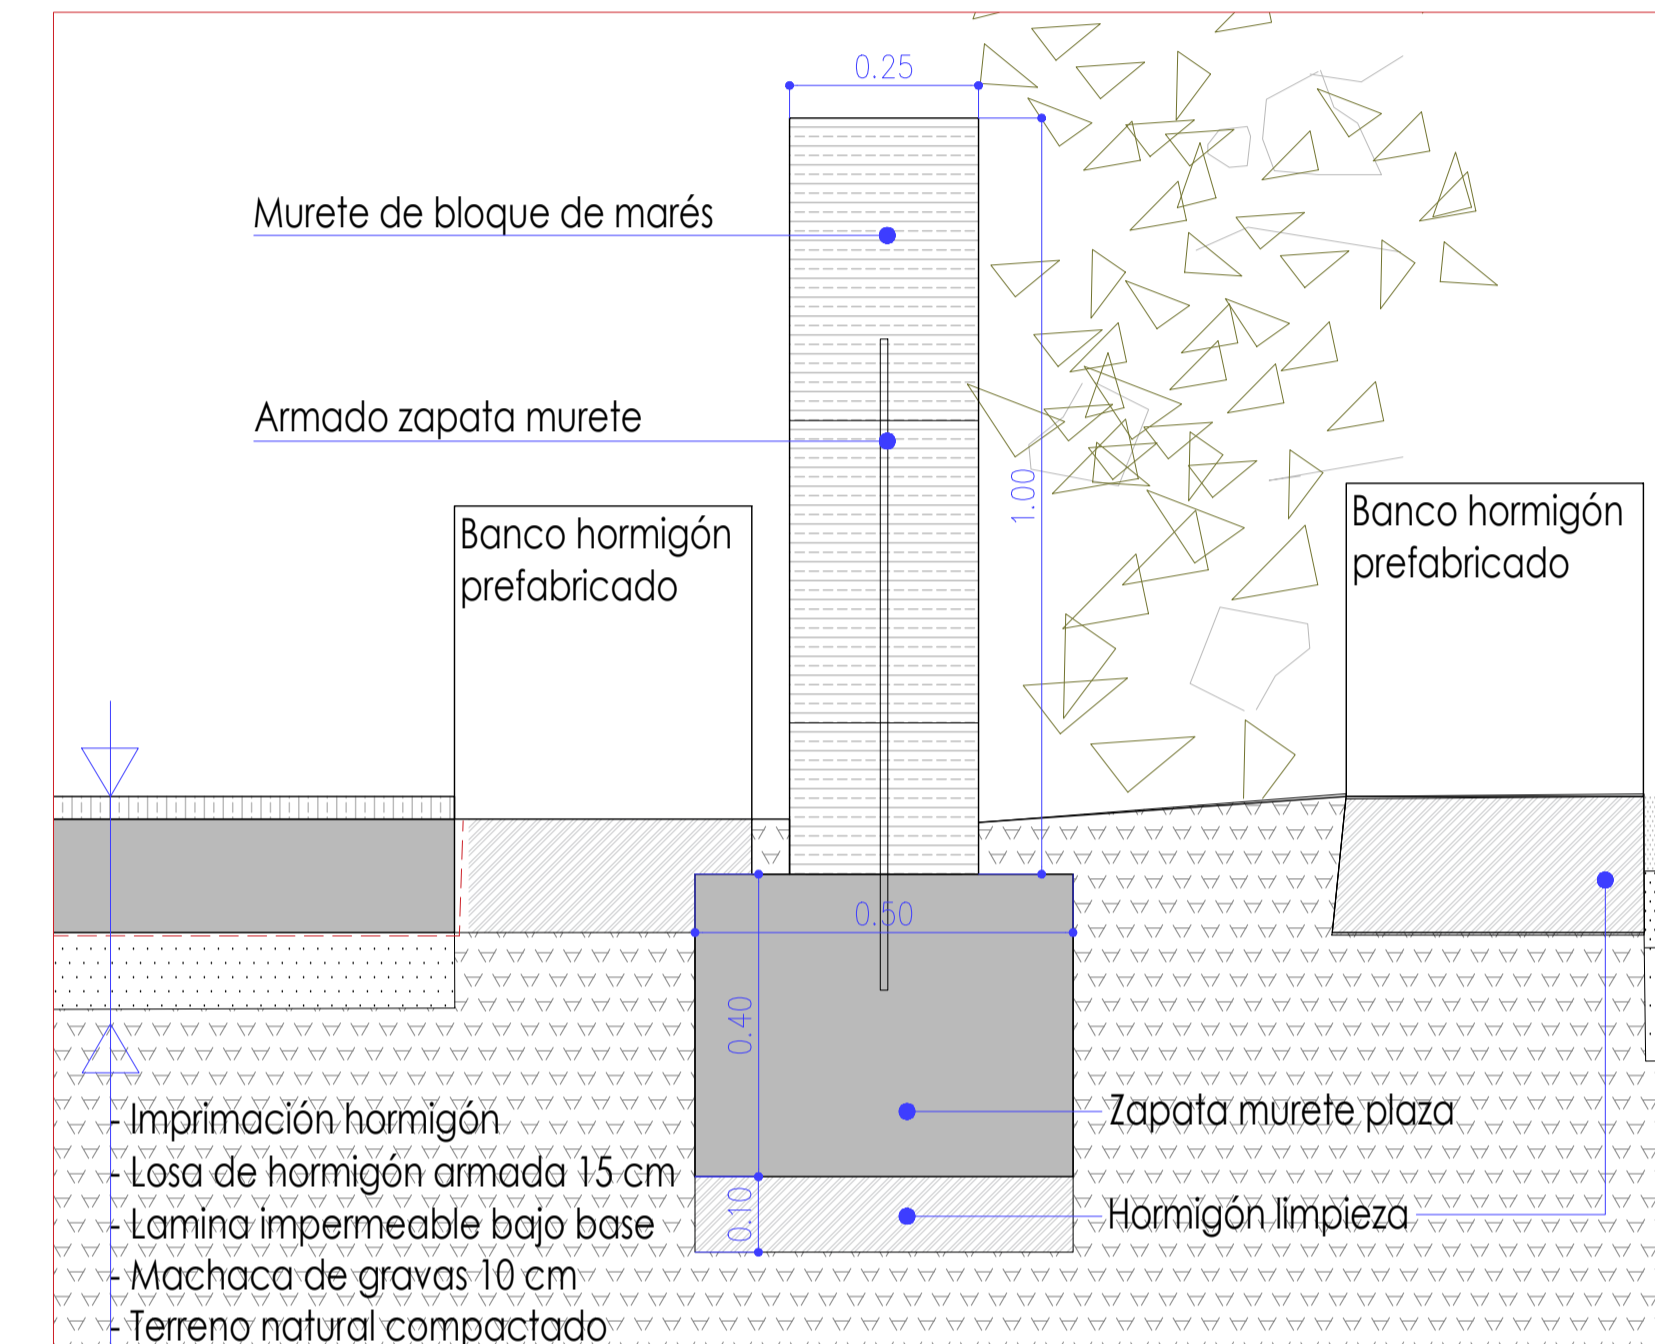 0.25
Murete de bloque de marés
Armado zapata murete
1.00
Banco hormigón
prefabricado
Banco hormigón
prefabricado
0.50
0.40
0.10
Zapata murete plaza
Hormigón limpieza
- Imprimación hormigón
- Losa de hormigón armada 15 cm
- Lamina impermeable bajo base
- Machaca de gravas 10 cm
- Terreno natural compactado